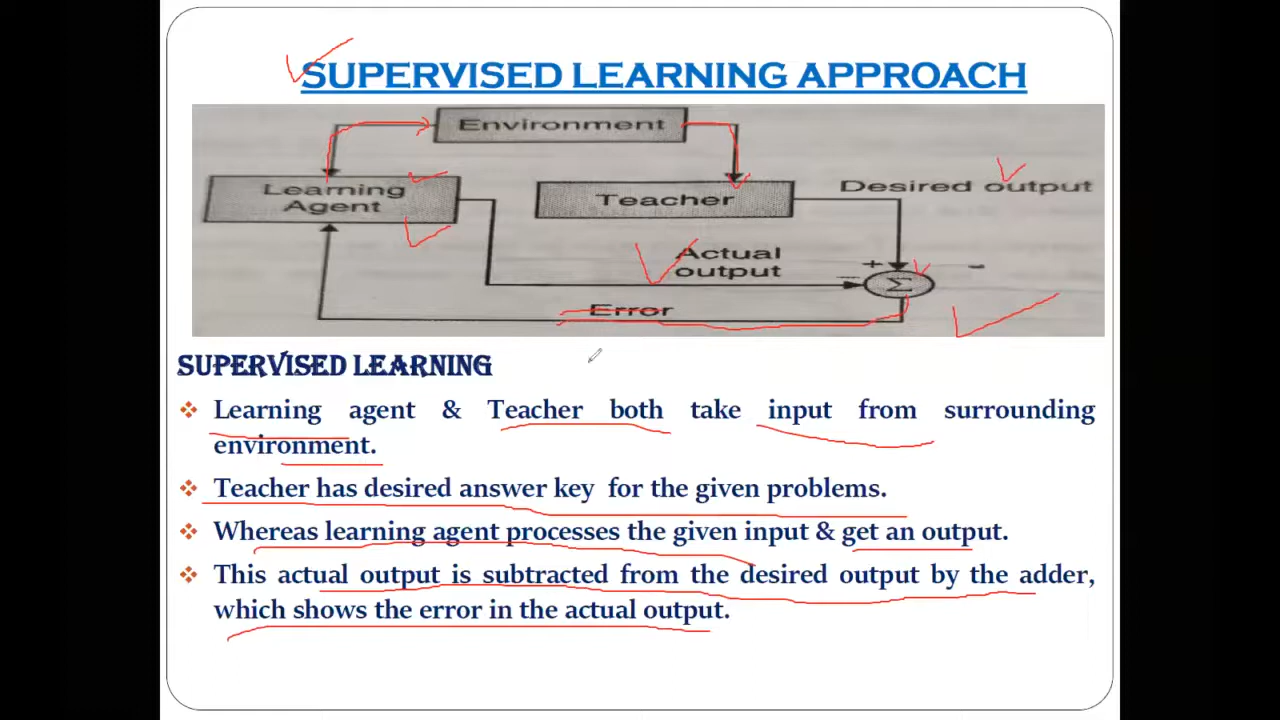 SUPERVISED LEARNING APPROACH
Environment
Learning
Agent
Teacher
Desired output
Actual
output
+
−
-
Σ
Error
SUPERVISED LEARNING
❖ Learning agent & Teacher both take input from surrounding
environment.
❖ Teacher has desired answer key for the given problems.
❖ Whereas learning agent processes the given input & get an output.
❖ This actual output is subtracted from the desired output by the adder,
which shows the error in the actual output.